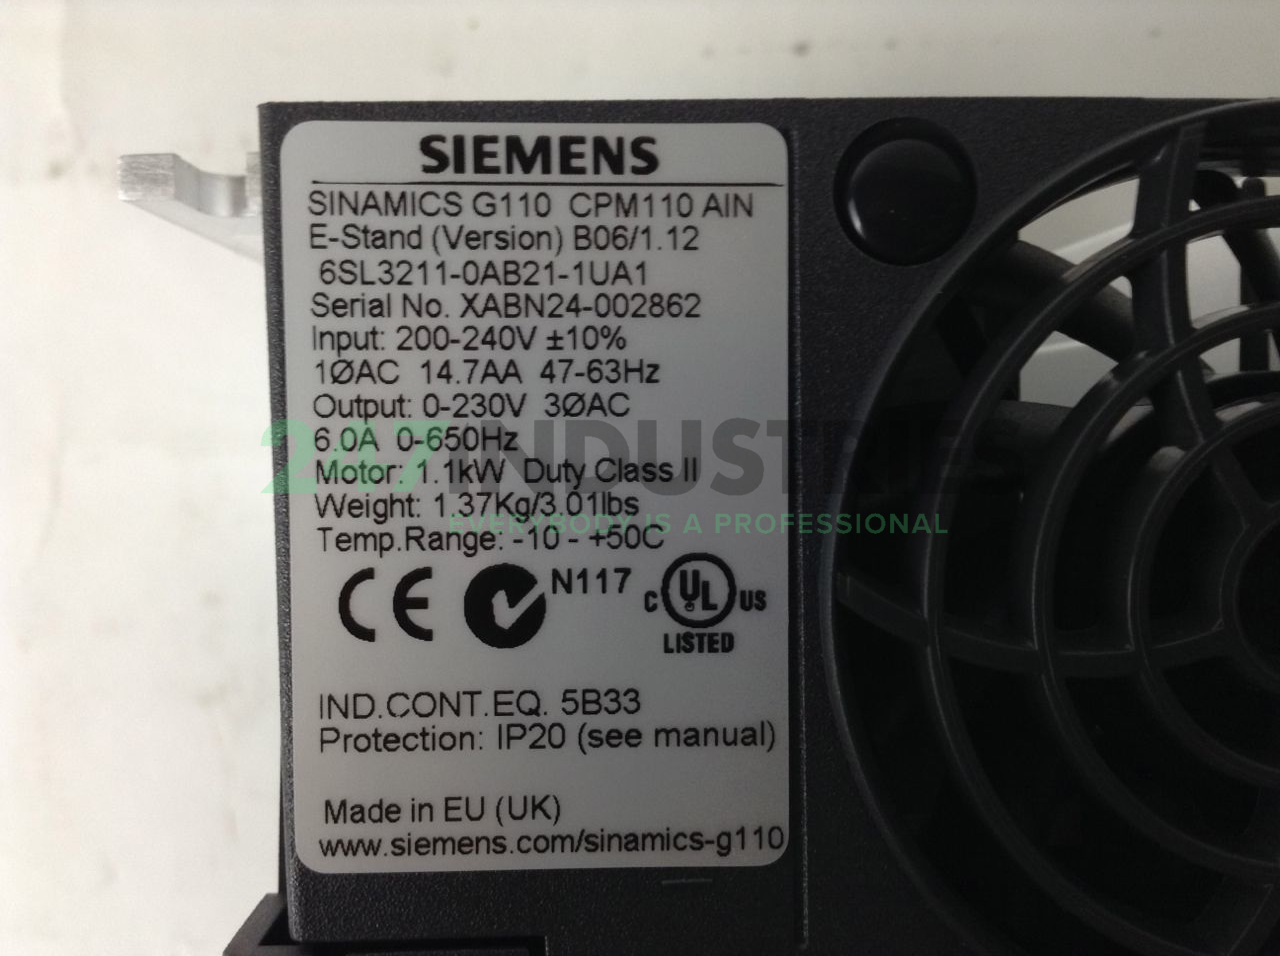 SIEMENS
SINAMICS G110 CPM110 AIN
E-Stand (Version) B06/1.12
6SL3211-0AB21-1UA1
Serial No. XABN24-002862
Input: 200-240V ±10%
1ØAC 14.7AA 47-63Hz
Output: 0-230V 3ØAC
6.0A 0-650Hz
247 INDUSTRIES
Motor: 1.1kW Duty Class II
Weight: 1.37Kg/3.01lbs
EVERYBODY IS A PROFESSIONAL
Temp.Range: -10 - +50C
CE N117 C UL US
LISTED
IND.CONT.EQ. 5B33
Protection: IP20 (see manual)
Made in EU (UK)
www.siemens.com/sinamics-g110